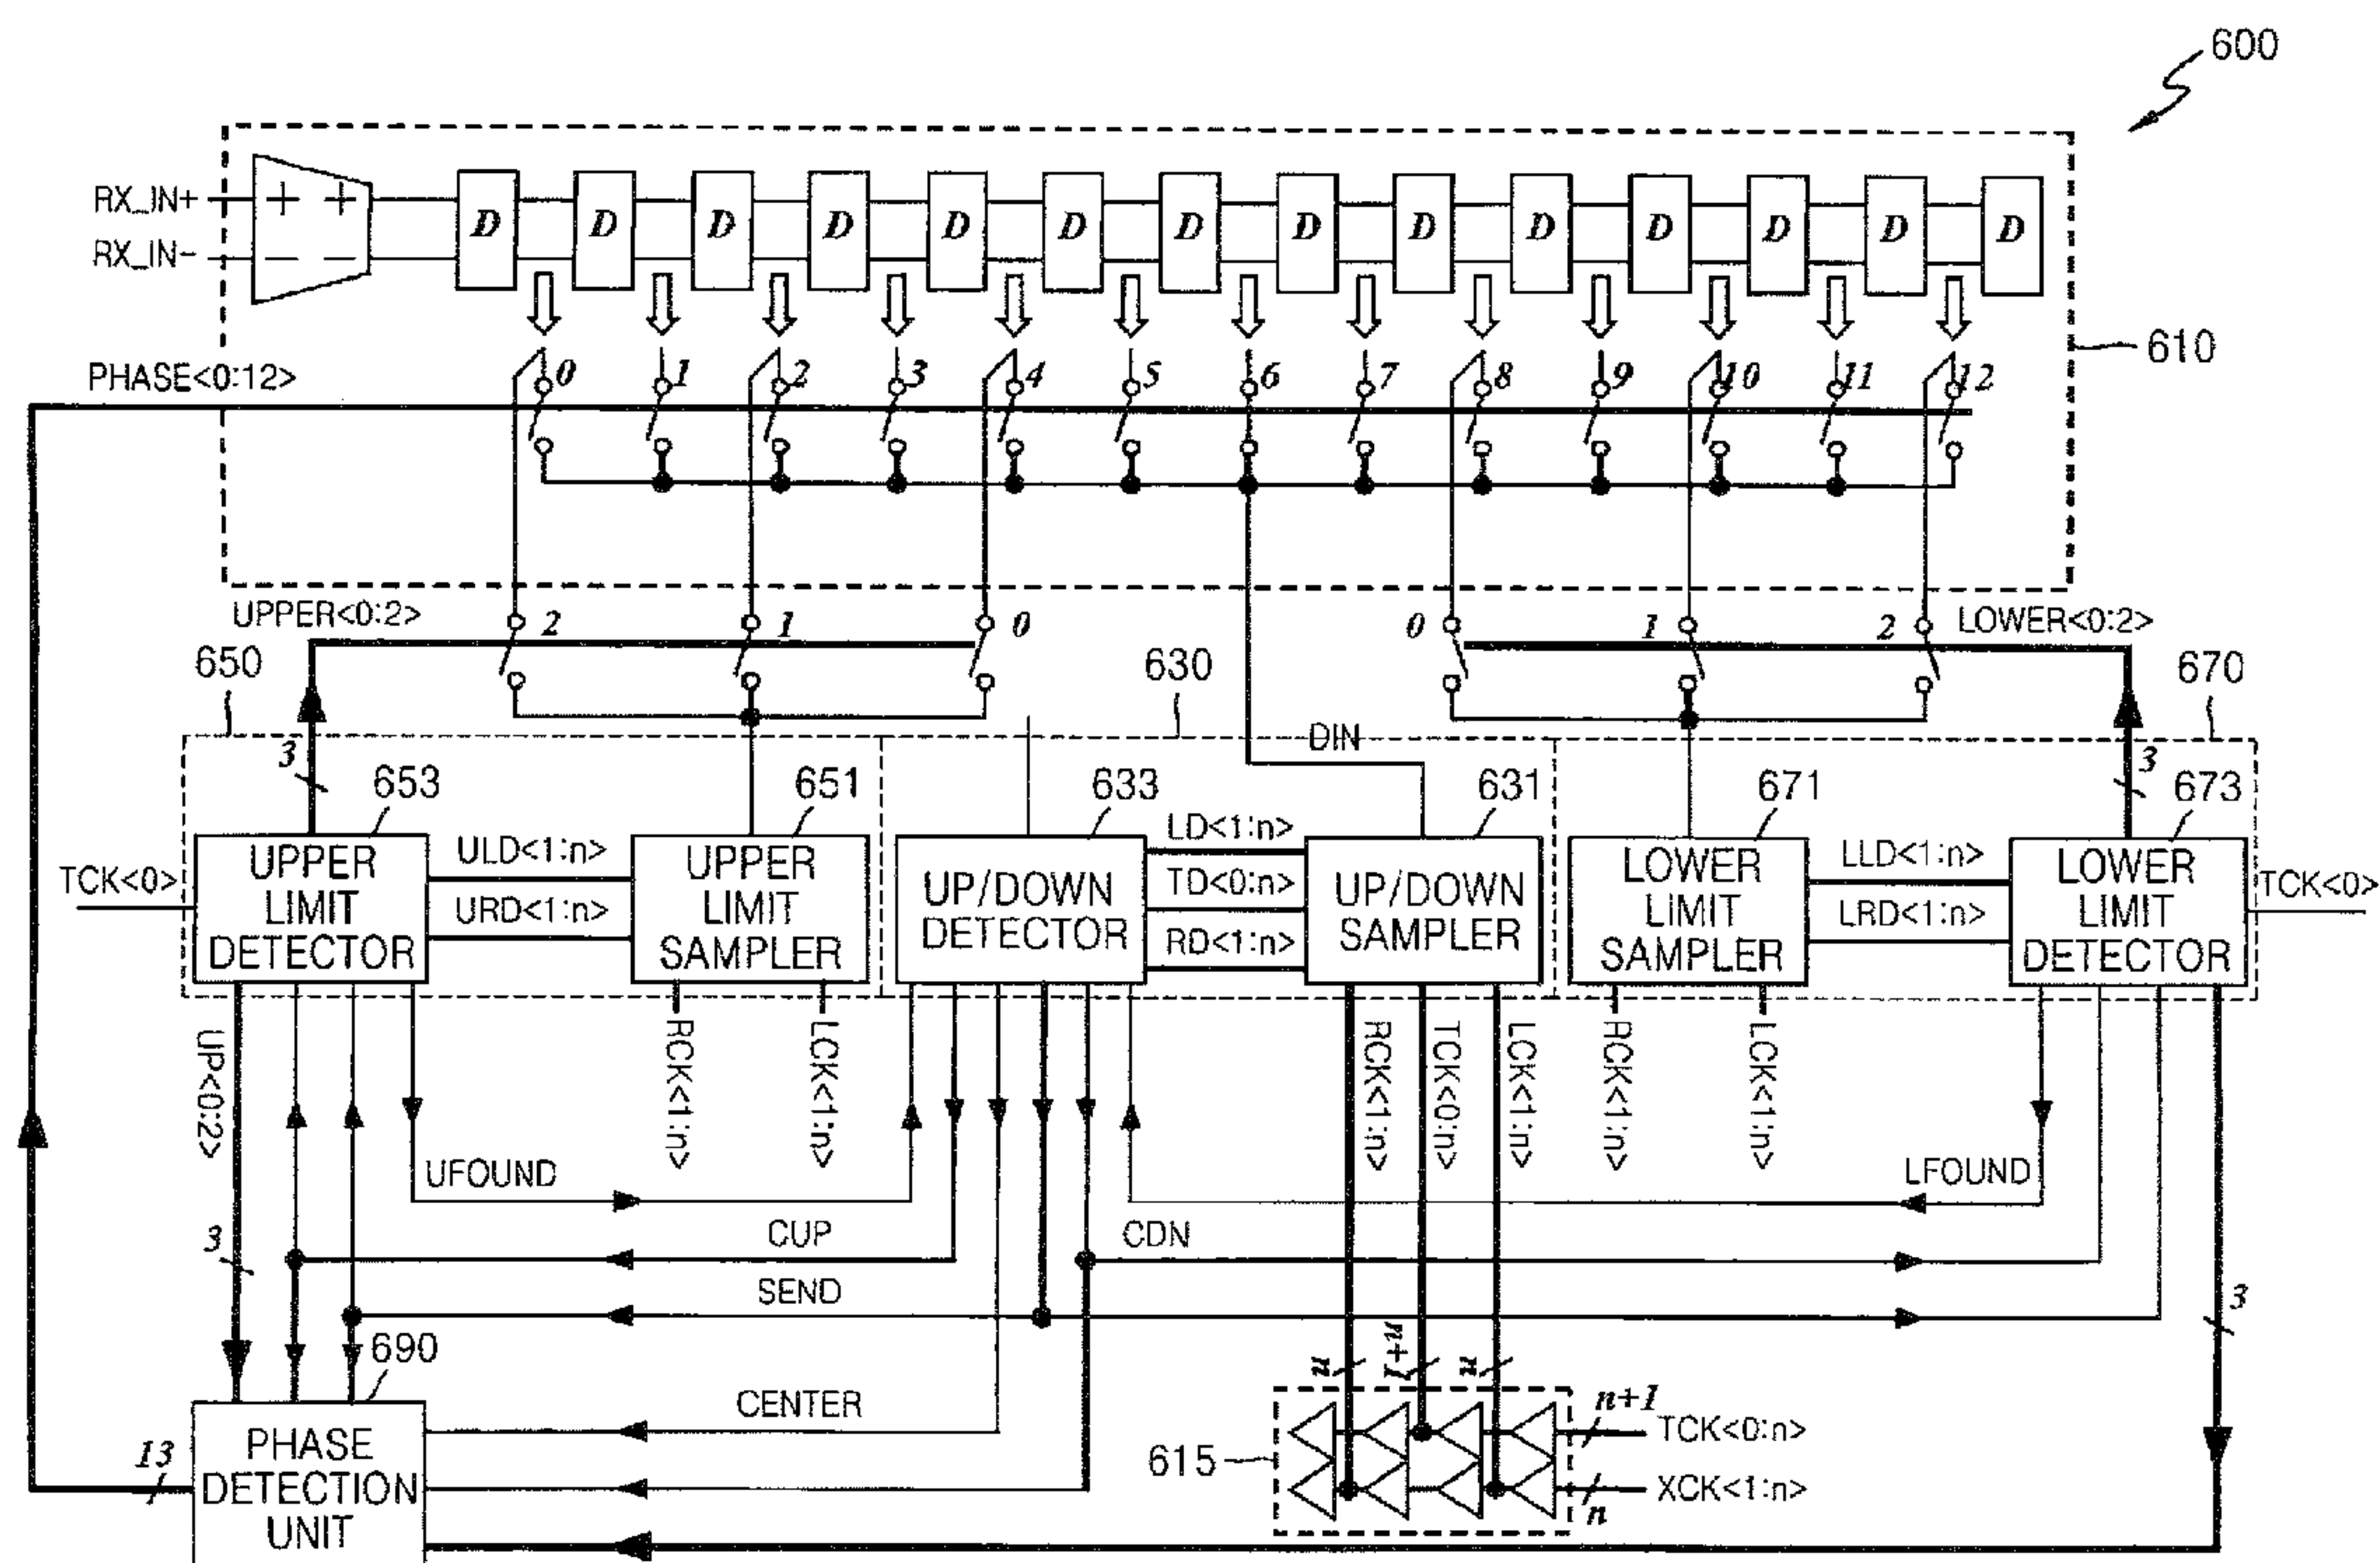 600
RX_IN+
RX_IN−
+ +
− −
D D D D D D D D D D D D D D
610
PHASE<0:12>
0 1 2 3 4 5 6 7 8 9 10 11 12
UPPER<0:2>
2 1 0
0 1 2
LOWER<0:2>
650
630
670
DIN
3
653
651
633
631
671
3
673
TCK<0>
UPPER
LIMIT
DETECTOR
ULD<1:n>
URD<1:n>
UPPER
LIMIT
SAMPLER
UP/DOWN
DETECTOR
LD<1:n>
TD<0:n>
RD<1:n>
UP/DOWN
SAMPLER
LOWER
LIMIT
SAMPLER
LLD<1:n>
LRD<1:n>
LOWER
LIMIT
DETECTOR
TCK<0>
UP<0:2>
RCK<1:n>
LCK<1:n>
RCK<1:n>
TCK<0:n>
LCK<1:n>
RCK<1:n>
LCK<1:n>
UFOUND
LFOUND
3
CUP
CDN
SEND
3
690
CENTER
n
n+1
n
n+1
TCK<0:n>
615
XCK<1:n>
n
13
PHASE
DETECTION
UNIT